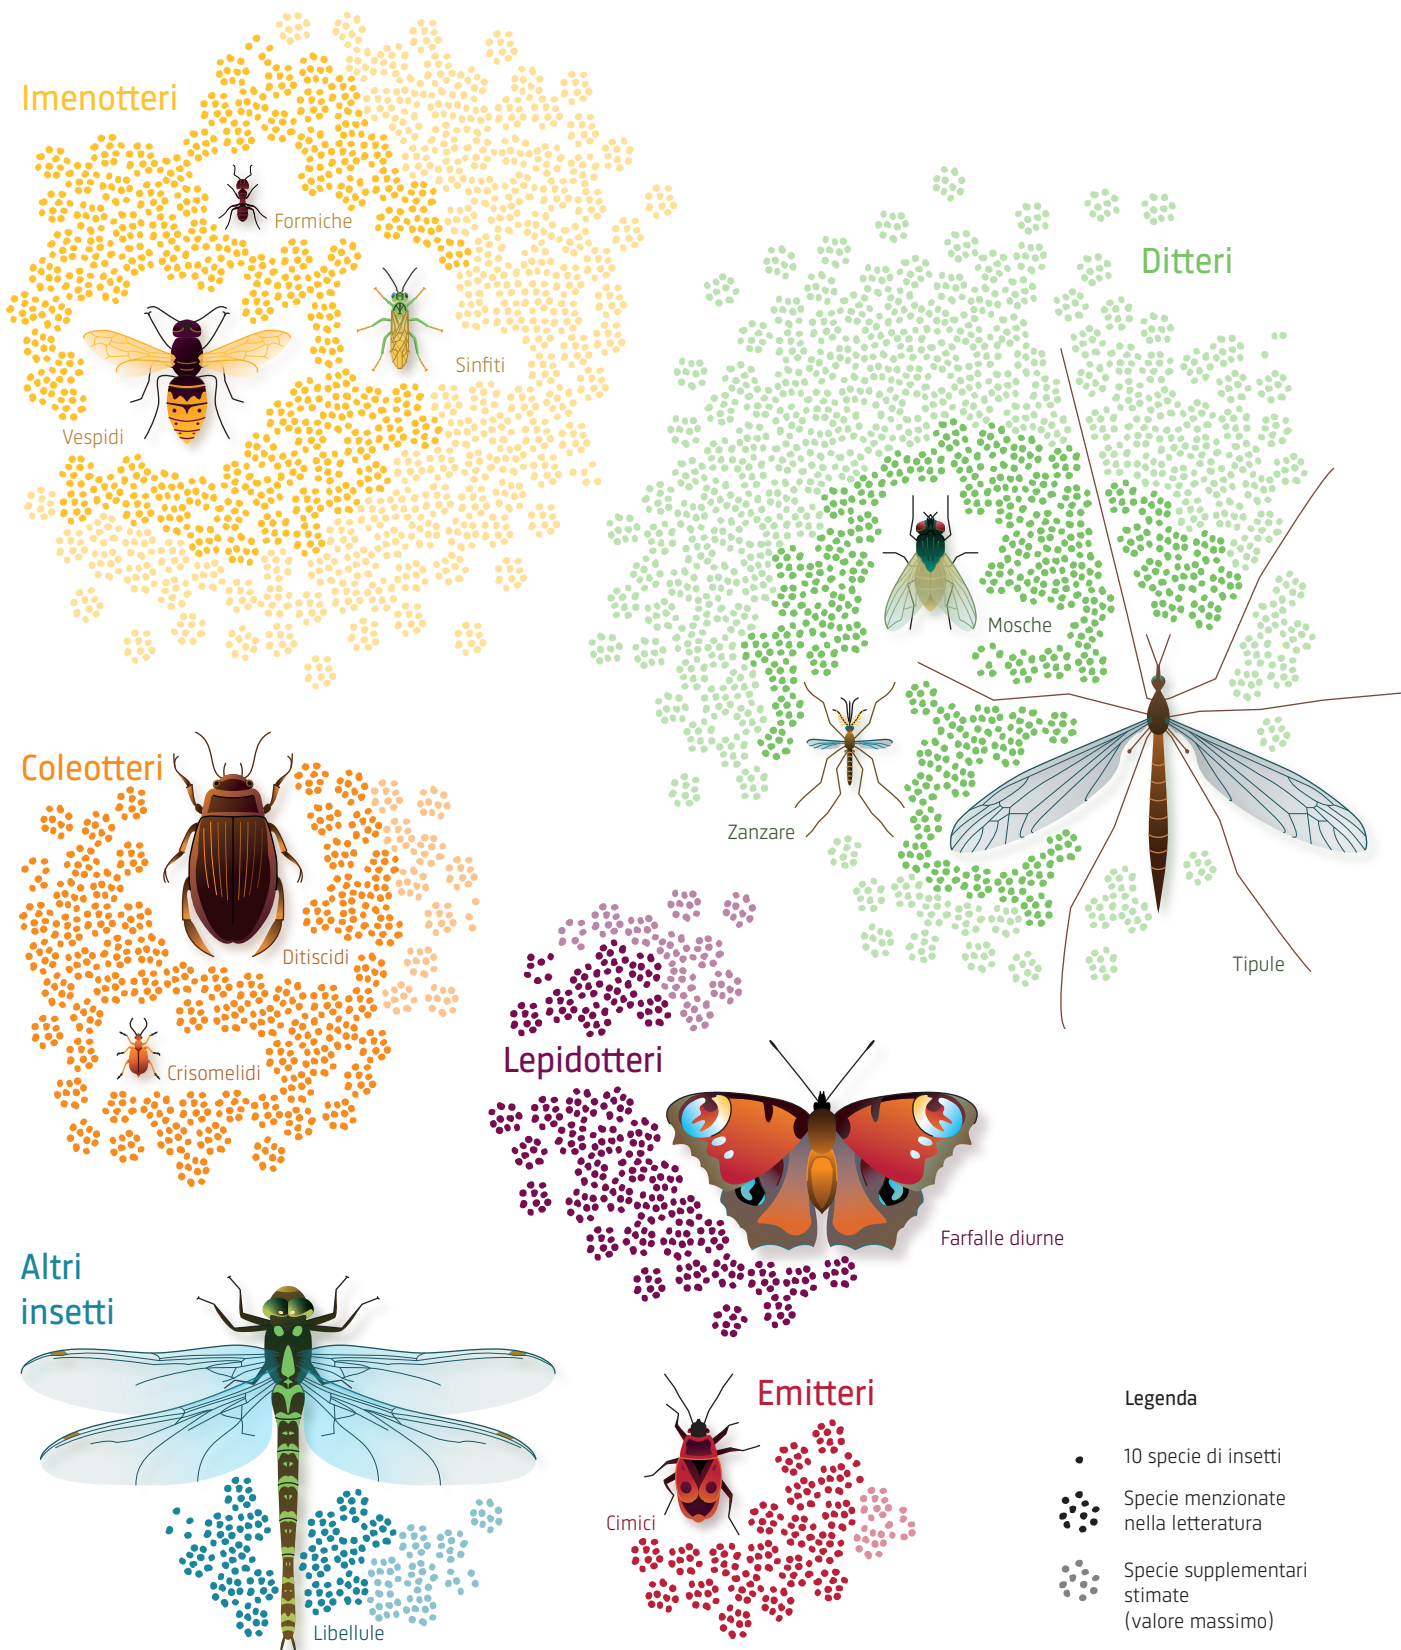 Imenotteri
Formiche
Sinfiti
Vespidi
Ditteri
Mosche
Zanzare
Tipule
Coleotteri
Ditiscidi
Crisomelidi
Lepidotteri
Farfalle diurne
Altri
insetti
Libellule
Emitteri
Cimici
Legenda
10 specie di insetti
Specie menzionate
nella letteratura
Specie supplementari
stimate
(valore massimo)